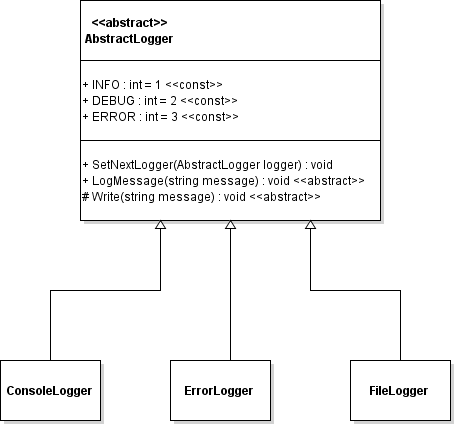 <<abstract>>
AbstractLogger
+ INFO : int = 1 <<const>>
+ DEBUG : int = 2 <<const>>
+ ERROR : int = 3 <<const>>
+ SetNextLogger(AbstractLogger logger) : void
+ LogMessage(string message) : void <<abstract>>
# Write(string message) : void <<abstract>>
ConsoleLogger
ErrorLogger
FileLogger